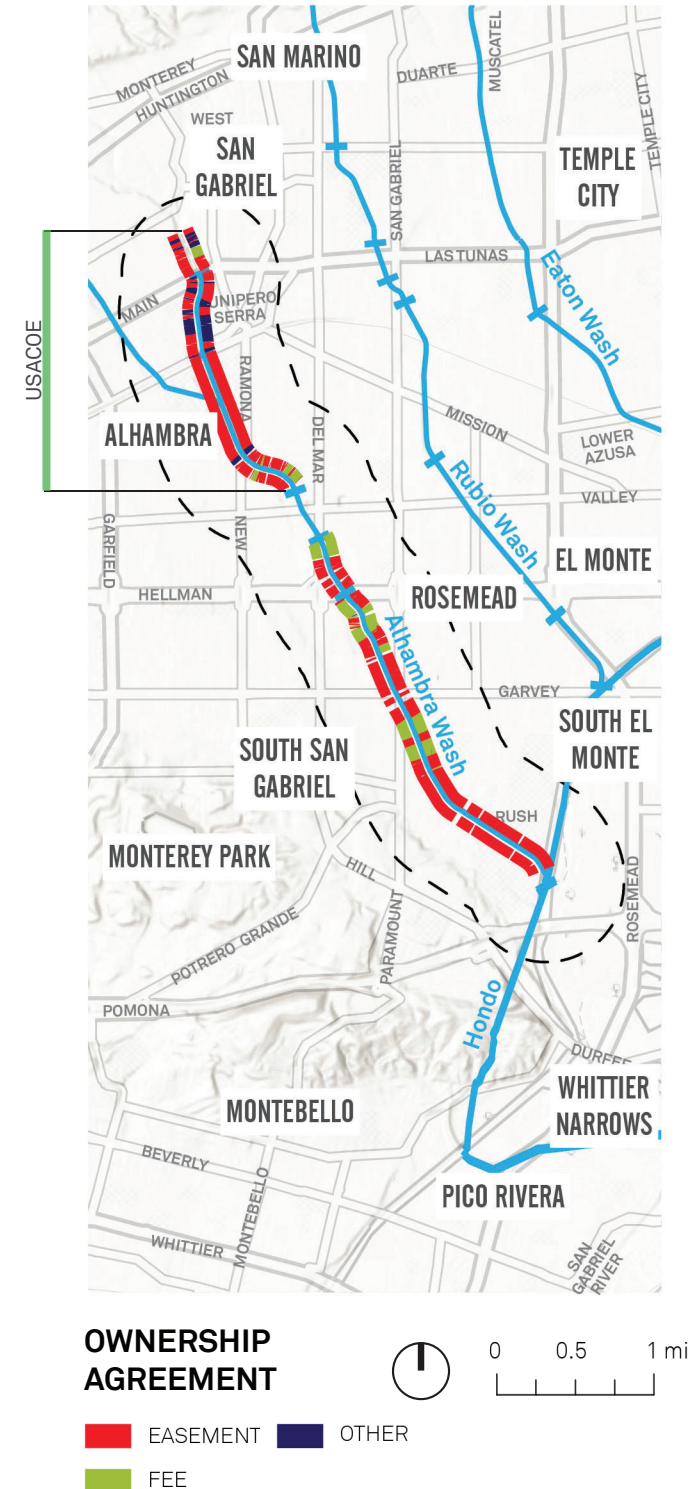 SAN MARINO
MONTEREY
HUNTINGTON
DUARTE
MUSCATEL
TEMPLE CITY
WEST
SAN
GABRIEL
SAN GABRIEL
TEMPLE
CITY
LAS TUNAS
Eaton Wash
USACOE
MAIN
UNIPERO
SERRA
RAMONA
ALHAMBRA
DEL MAR
MISSION
LOWER
AZUSA
Rubio Wash
VALLEY
GARFIELD
NEW
EL MONTE
HELLMAN
ROSEMEAD
Alhambra Wash
GARVEY
SOUTH EL
MONTE
SOUTH SAN
GABRIEL
RUSH
MONTEREY PARK
HILL
ROSEMEAD
PARAMOUNT
POTRERO GRANDE
Hondo
POMONA
DURFEE
WHITTIER
NARROWS
MONTEBELLO
BEVERLY
PICO RIVERA
MONTEBELLO
WHITTIER
SAN
GABRIEL
RIVER
OWNERSHIP
AGREEMENT
0 0.5 1 mi
EASEMENT OTHER
FEE